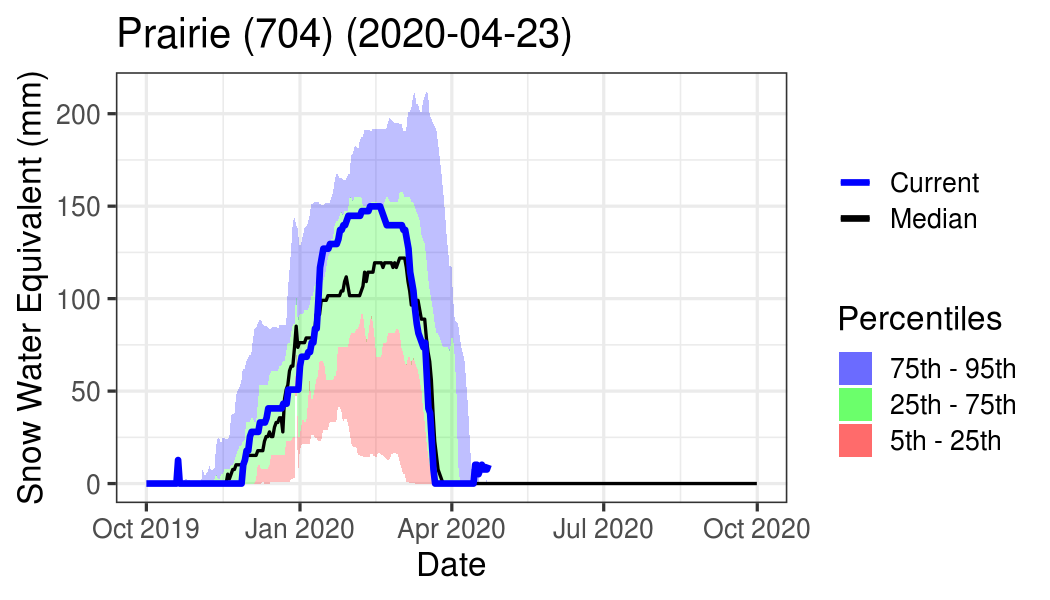 Prairie (704) (2020-04-23)
Snow Water Equivalent (mm)
200
150
100
50
0
Oct 2019 Jan 2020 Apr 2020 Jul 2020 Oct 2020
Date
Current
Median
Percentiles
75th - 95th
25th - 75th
5th - 25th